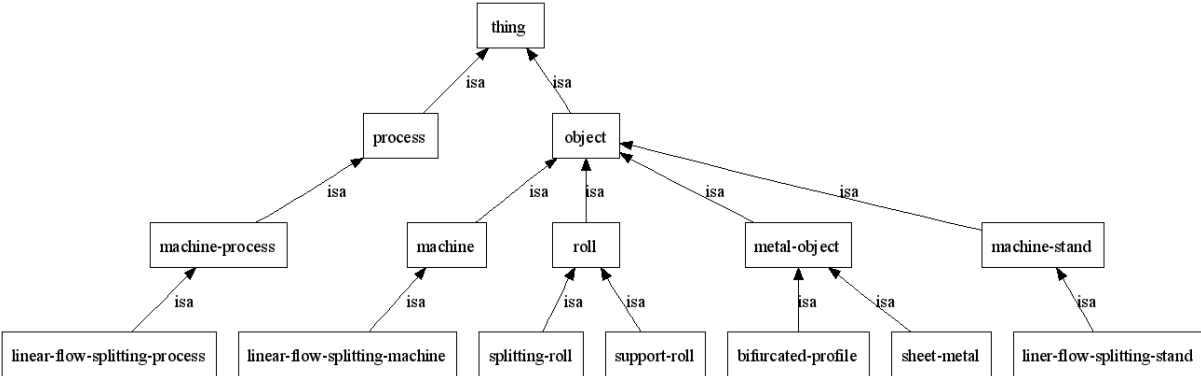 thing
isa
isa
process
object
isa
isa
isa
isa
isa
machine-process
machine
roll
metal-object
machine-stand
isa
isa
isa
isa
isa
isa
isa
linear-flow-splitting-process
linear-flow-splitting-machine
splitting-roll
support-roll
bifurcated-profile
sheet-metal
liner-flow-splitting-stand